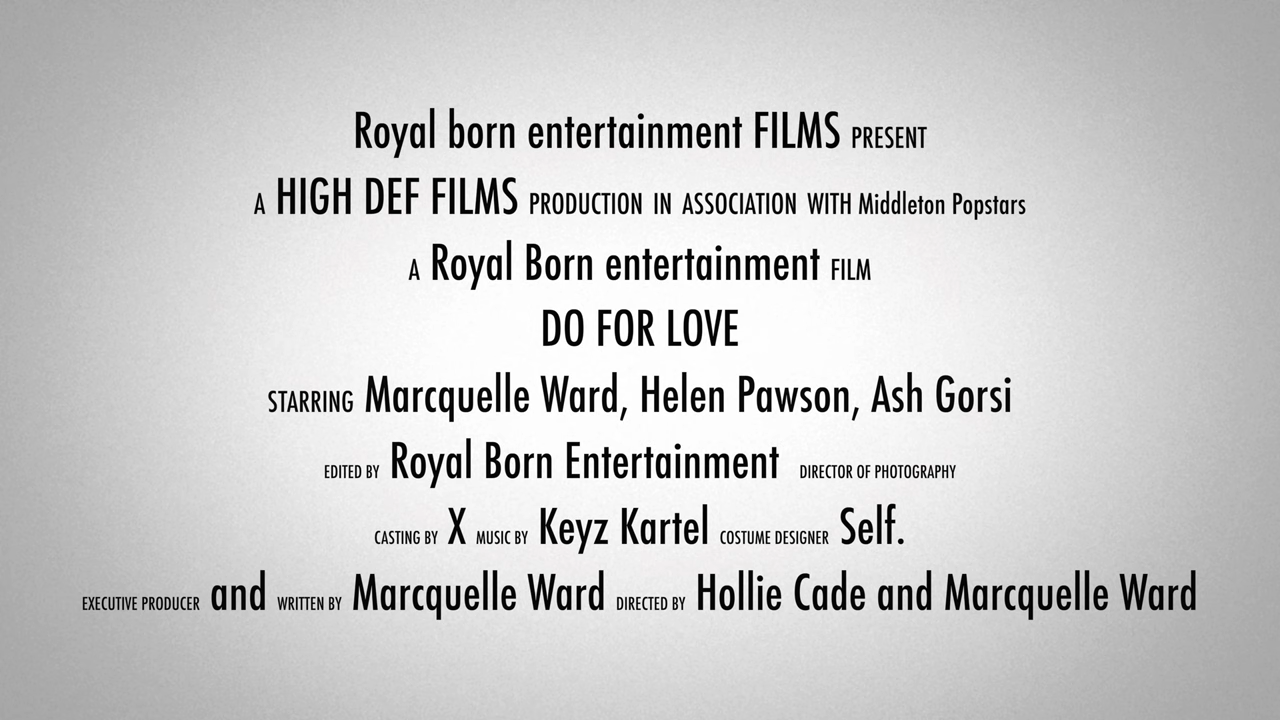 Royal born entertainment FILMS PRESENT
A HIGH DEF FILMS PRODUCTION IN ASSOCIATION WITH Middleton Popstars
A Royal Born entertainment FILM
DO FOR LOVE
STARRING Marcquelle Ward, Helen Pawson, Ash Gorsi
EDITED BY Royal Born Entertainment DIRECTOR OF PHOTOGRAPHY
CASTING BY X MUSIC BY Keyz Kartel COSTUME DESIGNER Self.
EXECUTIVE PRODUCER and WRITTEN BY Marcquelle Ward DIRECTED BY Hollie Cade and Marcquelle Ward